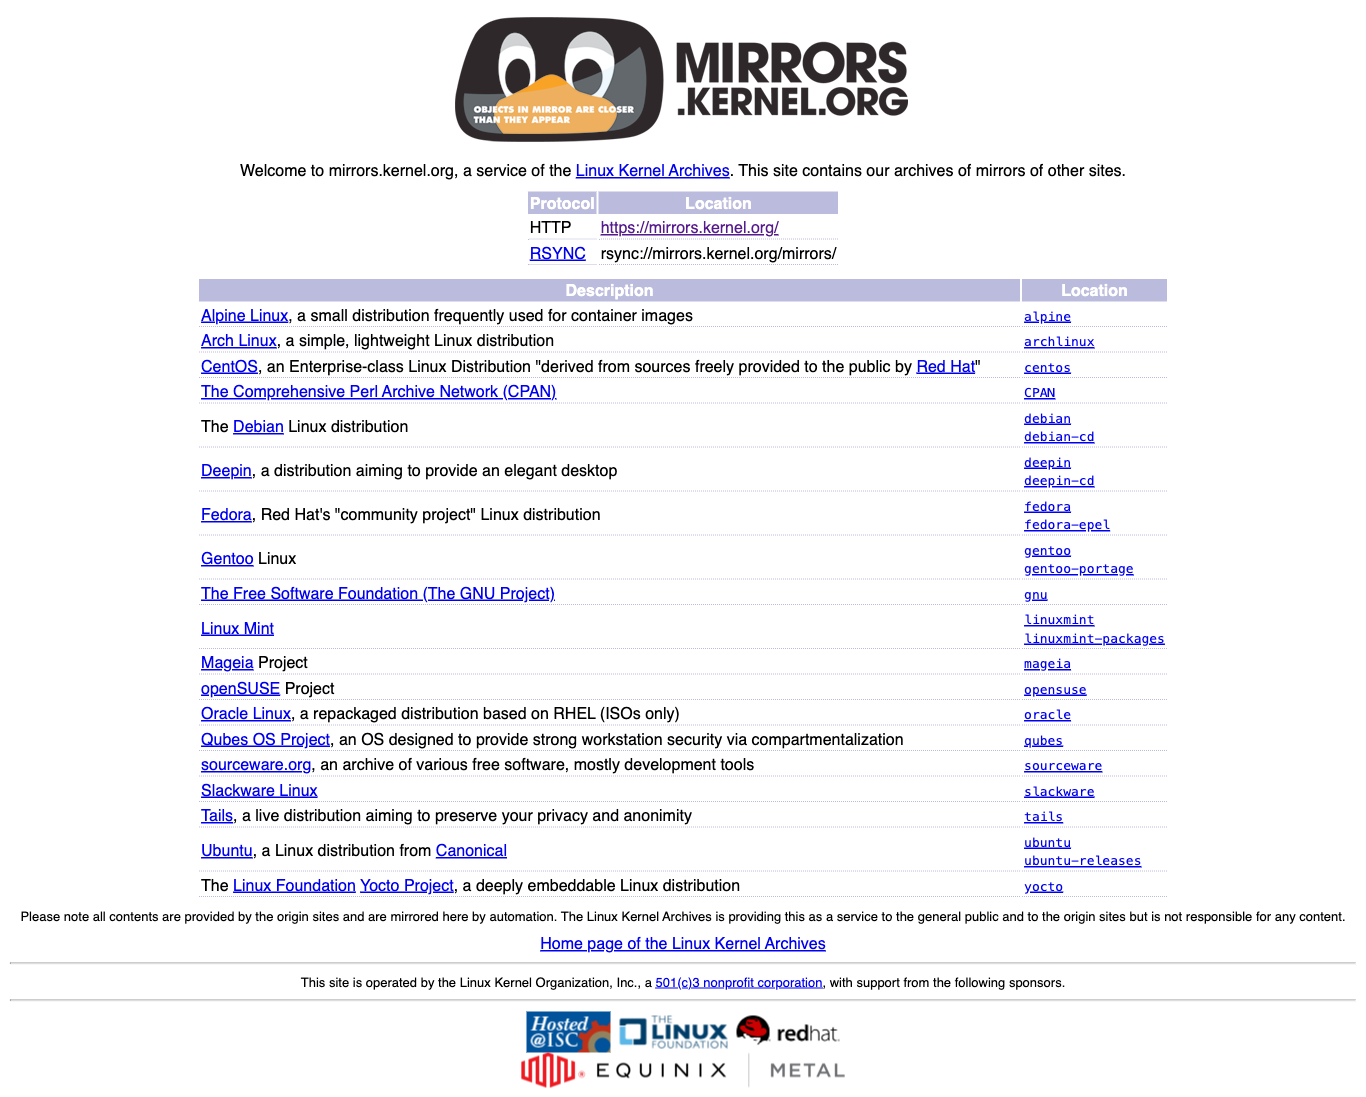 OBJECTS IN MIRROR ARE CLOSER
THAN THEY APPEAR
MIRRORS
.KERNEL.ORG
Welcome to mirrors.kernel.org, a service of the Linux Kernel Archives. This site contains our archives of mirrors of other sites.
Protocol Location
HTTP https://mirrors.kernel.org/
RSYNC rsync://mirrors.kernel.org/mirrors/
Description Location
Alpine Linux, a small distribution frequently used for container images alpine
Arch Linux, a simple, lightweight Linux distribution archlinux
CentOS, an Enterprise-class Linux Distribution "derived from sources freely provided to the public by Red Hat" centos
The Comprehensive Perl Archive Network (CPAN) CPAN
The Debian Linux distribution debian
debian-cd
Deepin, a distribution aiming to provide an elegant desktop deepin
deepin-cd
Fedora, Red Hat's "community project" Linux distribution fedora
fedora-epel
Gentoo Linux gentoo
gentoo-portage
The Free Software Foundation (The GNU Project) gnu
Linux Mint linuxmint
linuxmint-packages
Mageia Project mageia
openSUSE Project opensuse
Oracle Linux, a repackaged distribution based on RHEL (ISOs only) oracle
Qubes OS Project, an OS designed to provide strong workstation security via compartmentalization qubes
sourceware.org, an archive of various free software, mostly development tools sourceware
Slackware Linux slackware
Tails, a live distribution aiming to preserve your privacy and anonimity tails
Ubuntu, a Linux distribution from Canonical ubuntu
ubuntu-releases
The Linux Foundation Yocto Project, a deeply embeddable Linux distribution yocto
Please note all contents are provided by the origin sites and are mirrored here by automation. The Linux Kernel Archives is providing this as a service to the general public and to the origin sites but is not responsible for any content.
Home page of the Linux Kernel Archives
This site is operated by the Linux Kernel Organization, Inc., a 501(c)3 nonprofit corporation, with support from the following sponsors.
Hosted
@ISC
THE
LINUX
FOUNDATION
redhat.
EQUINIX METAL